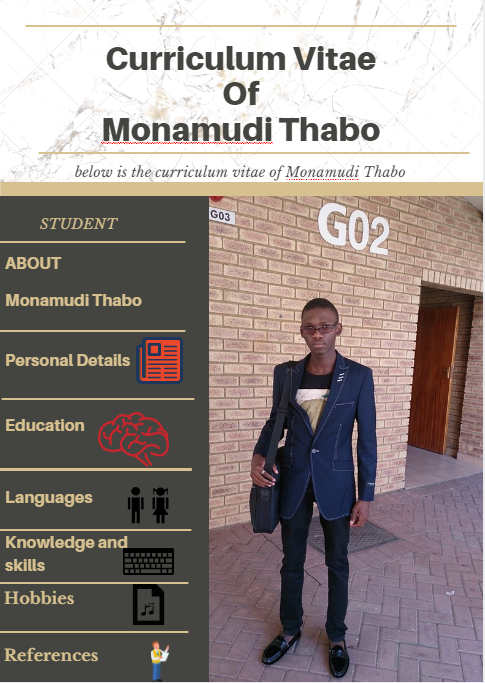 Curriculum Vitae
Of
Monamudi Thabo
below is the curriculum vitae of Monamudi Thabo
STUDENT
ABOUT
Monamudi Thabo
Personal Details
Education
Languages
Knowledge and
skills
Hobbies
References
G03
G02